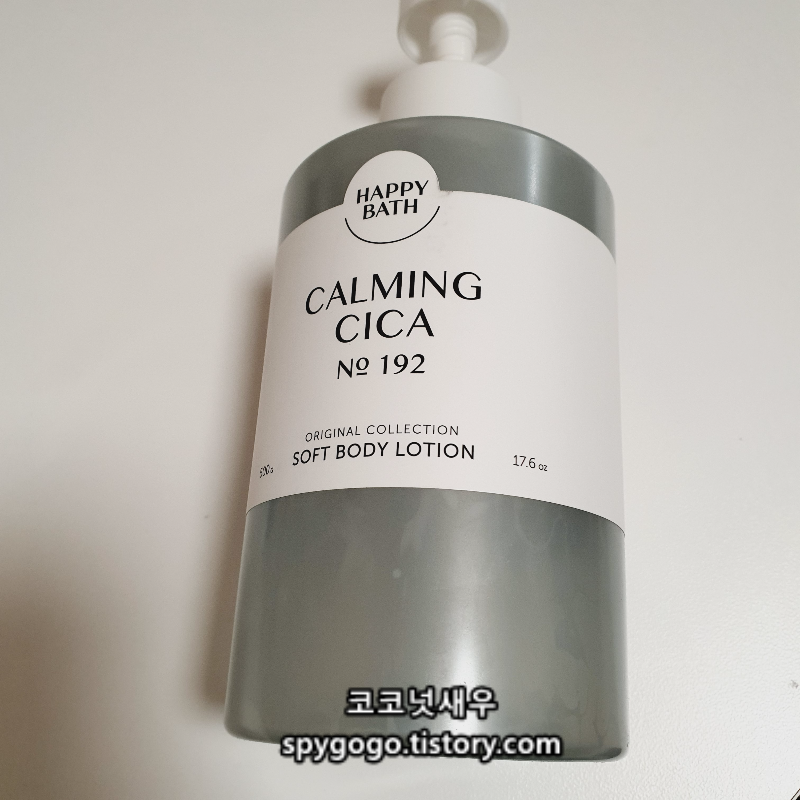 HAPPY
BATH
CALMING
CICA
Nº 192
ORIGINAL COLLECTION
SOFT BODY LOTION
500G
17.6 oz
코코넛새우
spygogo.tistory.com